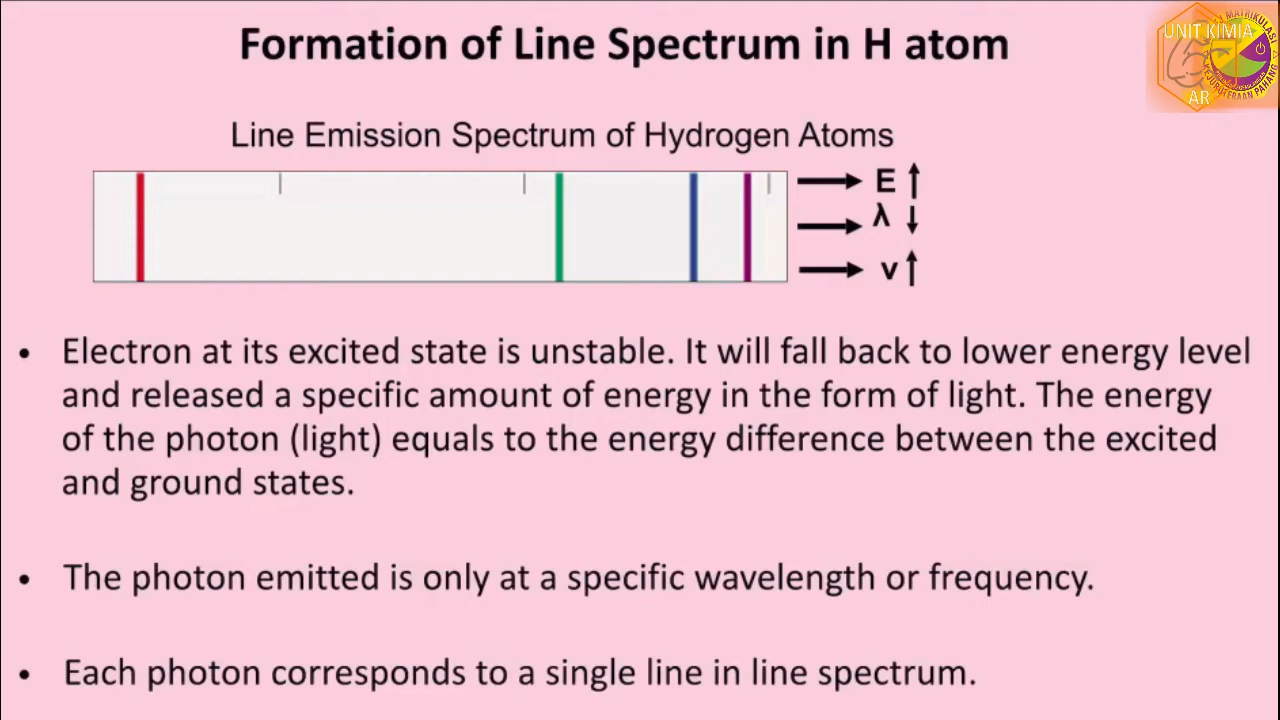 Formation of Line Spectrum in H atom
UNIT KIMIA
AR
MATRIKULASI
KEJURUTERAAN PAHANG
Line Emission Spectrum of Hydrogen Atoms
E ↑
λ ↓
v ↑
• Electron at its excited state is unstable. It will fall back to lower energy level
and released a specific amount of energy in the form of light. The energy
of the photon (light) equals to the energy difference between the excited
and ground states.
• The photon emitted is only at a specific wavelength or frequency.
• Each photon corresponds to a single line in line spectrum.